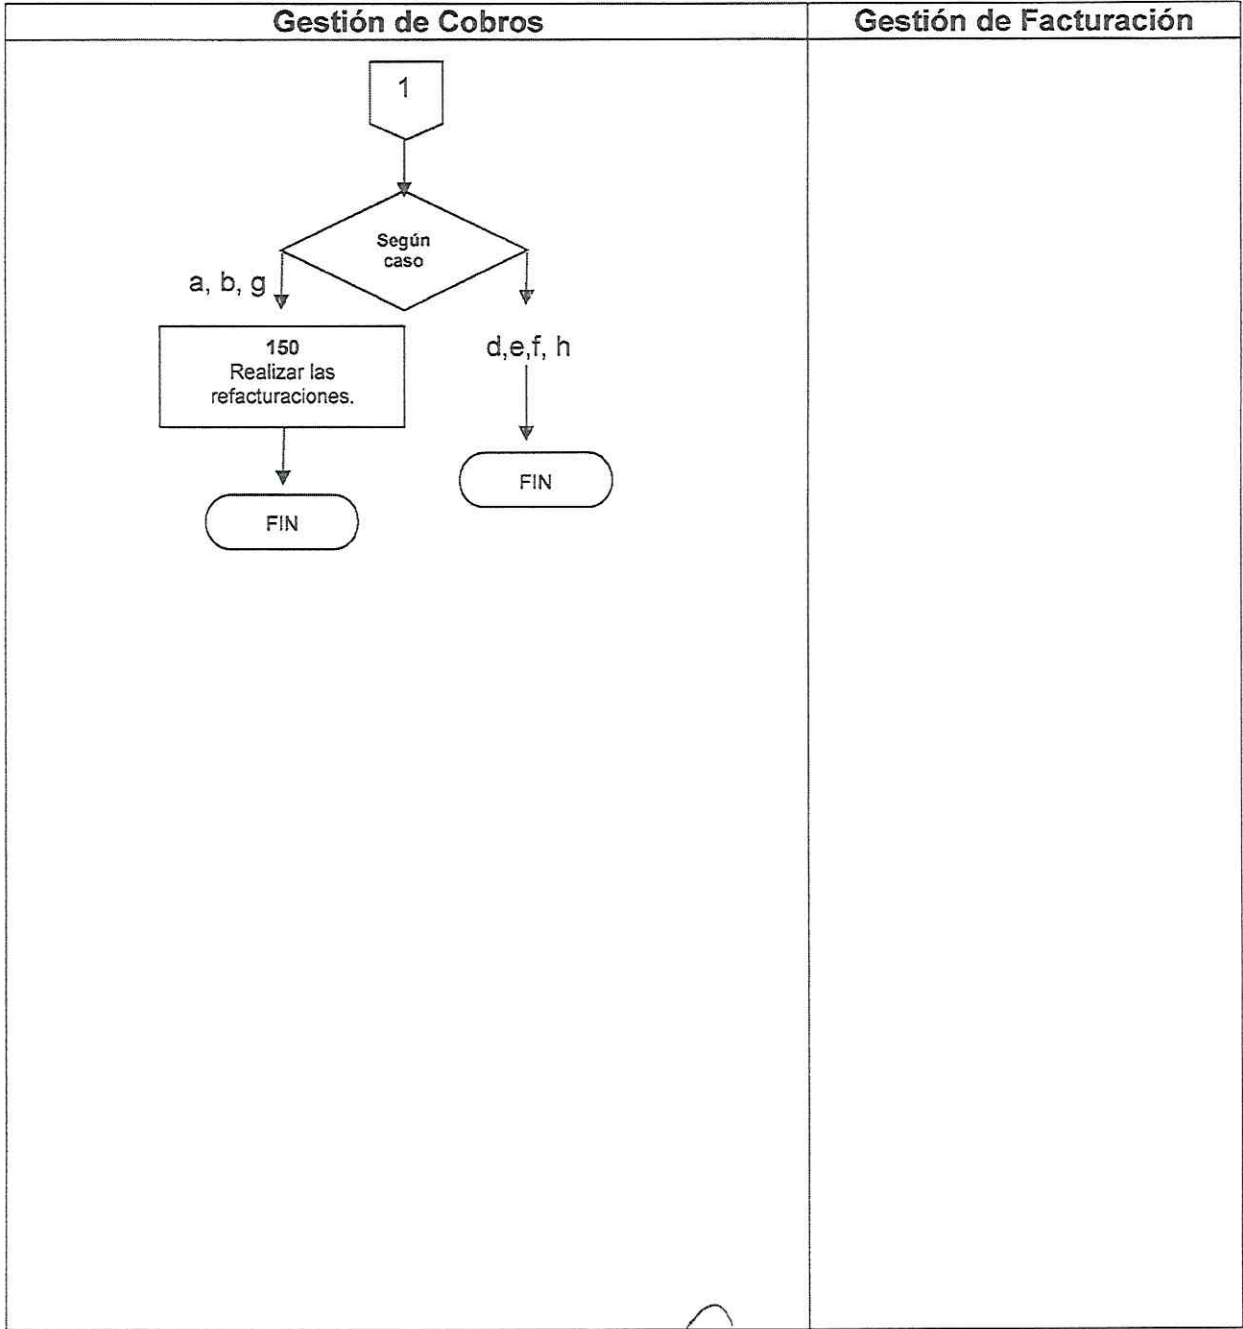 Gestión de Cobros
Gestión de Facturación
1
Según
caso
a, b, g
d,e,f, h
150
Realizar las
refacturaciones.
FIN
FIN